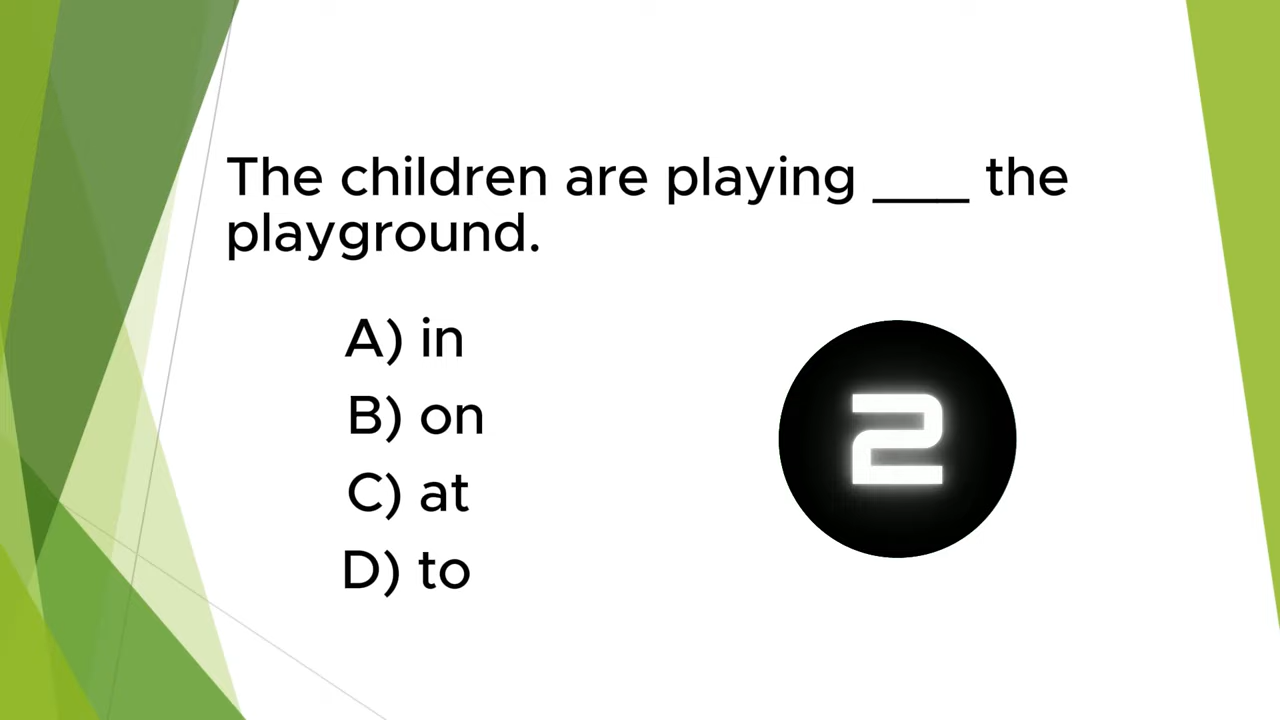 The children are playing ____ the
playground.
A) in
B) on
C) at
D) to
2